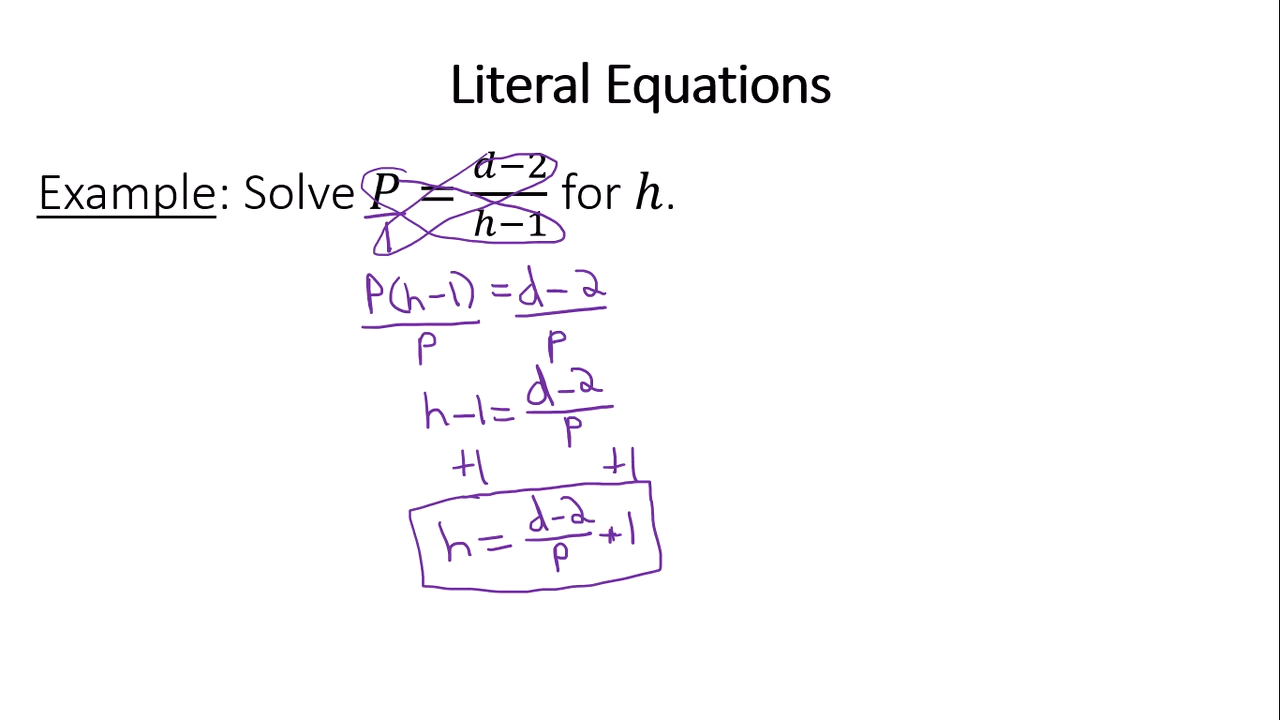 Literal Equations
Example: Solve P/1 = (d−2)/(h−1) for h.
P(h-1) = d-2
P P
h-1 = (d-2)/P
+1 +1
h = (d-2)/P +1